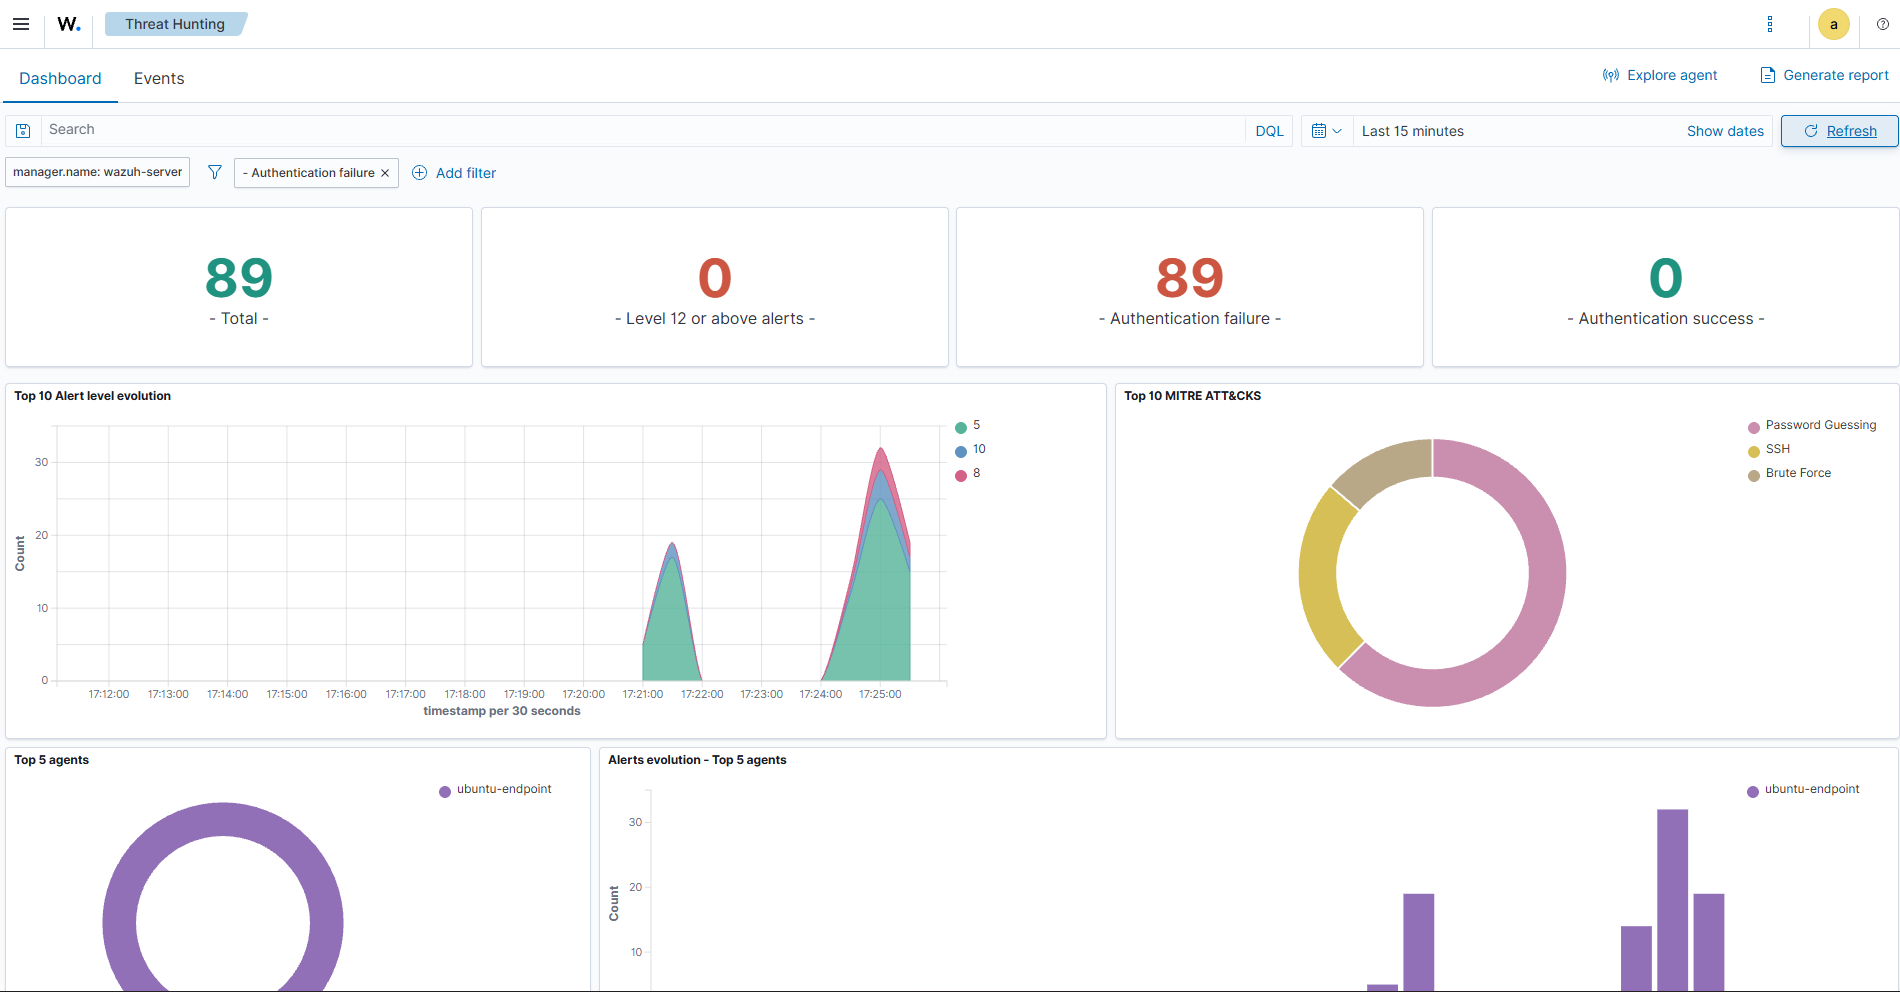 W. Threat Hunting a
Dashboard Events Explore agent Generate report
Search DQL Last 15 minutes Show dates Refresh
manager.name: wazuh-server - Authentication failure × Add filter
89 0 89 0
- Total - - Level 12 or above alerts - - Authentication failure - - Authentication success -
Top 10 Alert level evolution
5
10
8
30
20
10
0
Count
17:12:00 17:13:00 17:14:00 17:15:00 17:16:00 17:17:00 17:18:00 17:19:00 17:20:00 17:21:00 17:22:00 17:23:00 17:24:00 17:25:00
timestamp per 30 seconds
Top 10 MITRE ATT&CKS
Password Guessing
SSH
Brute Force
Top 5 agents
ubuntu-endpoint
Alerts evolution - Top 5 agents
ubuntu-endpoint
30
20
10
Count